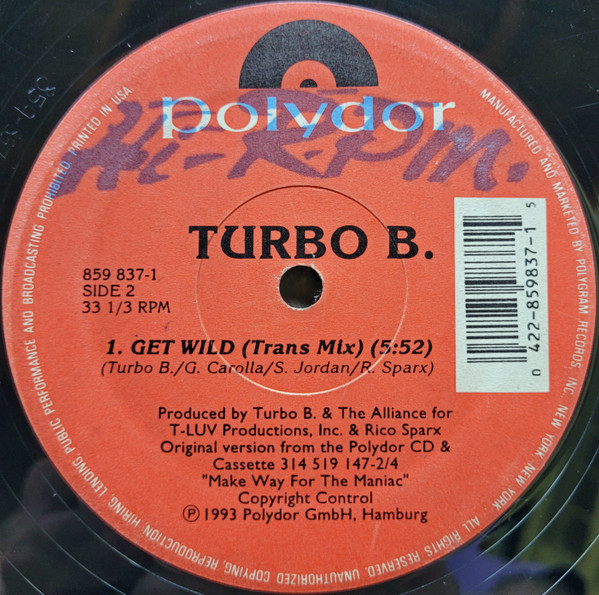 polydor
Hi-R.P.M.
TURBO B.
859 837-1
SIDE 2
33 1/3 RPM
0 422-859837-1 5
1. GET WILD (Trans Mix) (5:52)
(Turbo B./G. Carolla/S. Jordan/R. Sparx)
Produced by Turbo B. & The Alliance for
T-LUV Productions, Inc. & Rico Sparx
Original version from the Polydor CD &
Cassette 314 519 147-2/4
"Make Way For The Maniac"
Copyright Control
Ⓟ 1993 Polydor GmbH, Hamburg
MANUFACTURED AND MARKETED BY POLYGRAM RECORDS, INC. NEW YORK, NEW YORK
ALL RIGHTS RESERVED. UNAUTHORIZED COPYING, REPRODUCTION, HIRING, LENDING, PUBLIC PERFORMANCE AND BROADCASTING PROHIBITED PRINTED IN USA